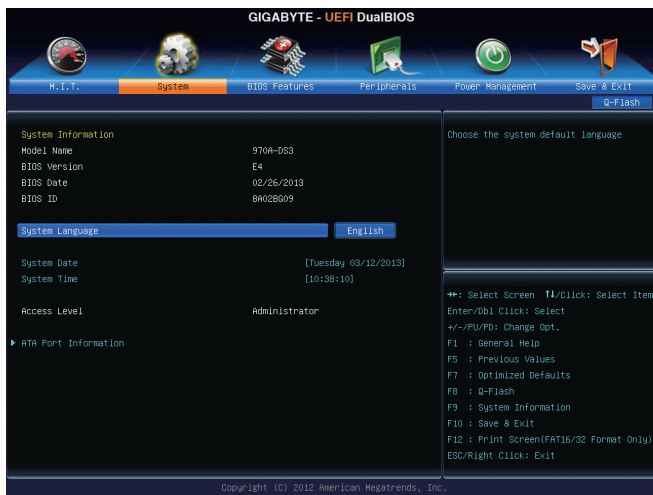 GIGABYTE - UEFI DualBIOS
M.I.T. System BIOS Features Peripherals Power Management Save & Exit
Q-Flash
System Information
Model Name 970A-DS3
BIOS Version E4
BIOS Date 02/26/2013
BIOS ID 8A02BG09
System Language English
System Date [Tuesday 03/12/2013]
System Time [10:38:10]
Access Level Administrator
ATA Port Information
Choose the system default language
→←: Select Screen ↑↓/Click: Select Item
Enter/Dbl Click: Select
+/-/PU/PD: Change Opt.
F1 : General Help
F5 : Previous Values
F7 : Optimized Defaults
F8 : Q-Flash
F9 : System Information
F10 : Save & Exit
F12 : Print Screen(FAT16/32 Format Only)
ESC/Right Click: Exit
Copyright (C) 2012 American Megatrends, Inc.